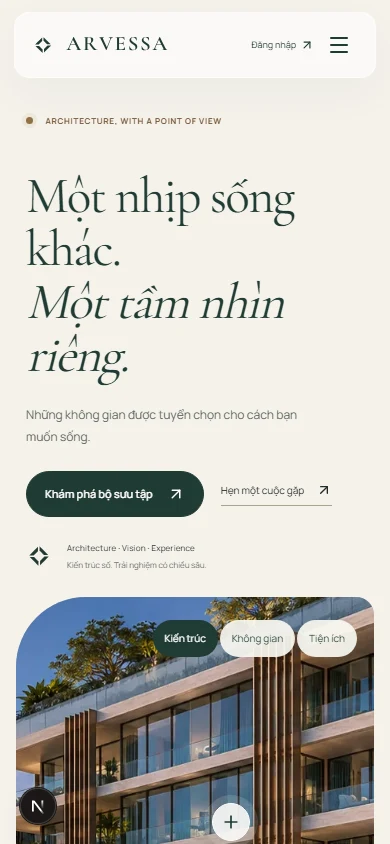 ARVESSA
Đăng nhập
ARCHITECTURE, WITH A POINT OF VIEW
Một nhịp sống
khác.
Một tầm nhìn
riêng.
Những không gian được tuyển chọn cho cách bạn
muốn sống.
Khám phá bộ sưu tập
Hẹn một cuộc gặp
Architecture · Vision · Experience
Kiến trúc số. Trải nghiệm có chiều sâu.
Kiến trúc
Không gian
Tiện ích
N